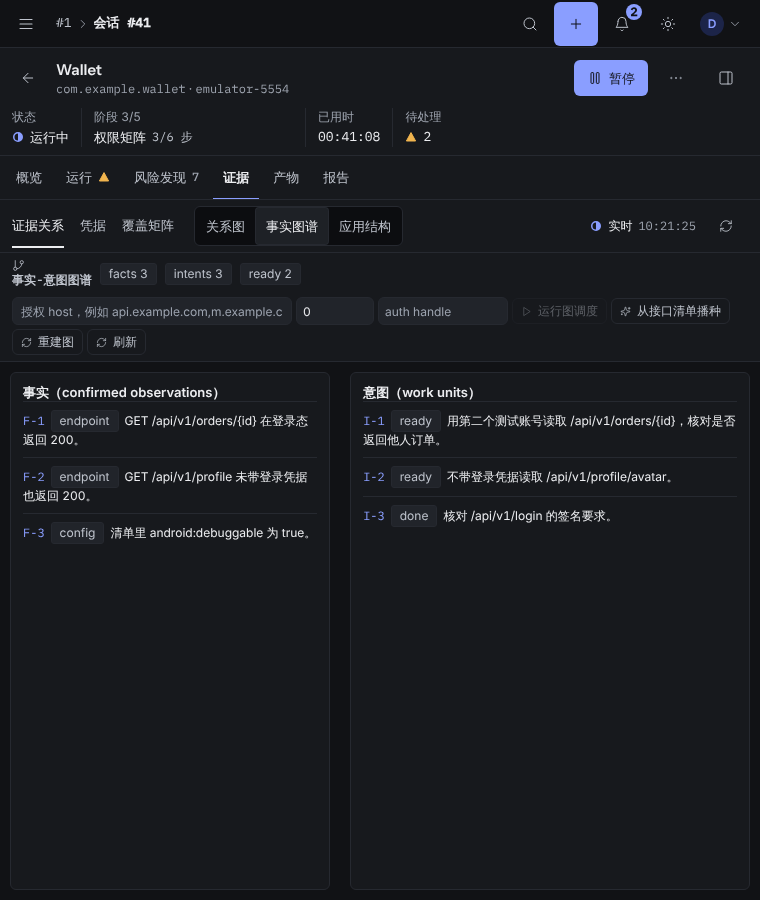 #1 会话 #41
2
D
Wallet
com.example.wallet · emulator-5554
暂停
状态 阶段 3/5 已用时 待处理
运行中 权限矩阵 3/6 步 00:41:08 2
概览 运行 风险发现 7 证据 产物 报告
证据关系 凭据 覆盖矩阵 关系图 事实图谱 应用结构 实时 10:21:25
事实-意图图谱 facts 3 intents 3 ready 2
授权 host，例如 api.example.com,m.example.c 0 auth handle 运行图调度 从接口清单播种
重建图 刷新
事实（confirmed observations）
F-1 endpoint GET /api/v1/orders/{id} 在登录态
返回 200。
F-2 endpoint GET /api/v1/profile 未带登录凭据
也返回 200。
F-3 config 清单里 android:debuggable 为 true。
意图（work units）
I-1 ready 用第二个测试账号读取 /api/v1/orders/{id}，核对是否
返回他人订单。
I-2 ready 不带登录凭据读取 /api/v1/profile/avatar。
I-3 done 核对 /api/v1/login 的签名要求。